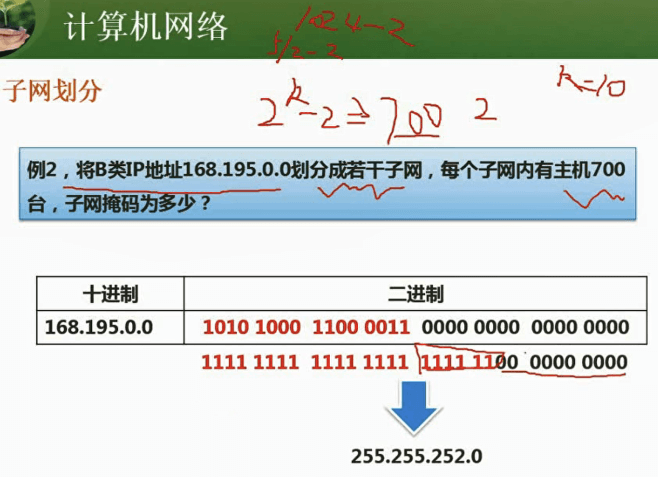 计算机网络
1024-2
512-2
子网划分
2^k-2≥700 2
k=10
例2，将B类IP地址168.195.0.0划分成若干子网，每个子网内有主机700
台，子网掩码为多少？
十进制 二进制
168.195.0.0 1010 1000 1100 0011 0000 0000 0000 0000
1111 1111 1111 1111 1111 1100 0000 0000
255.255.252.0